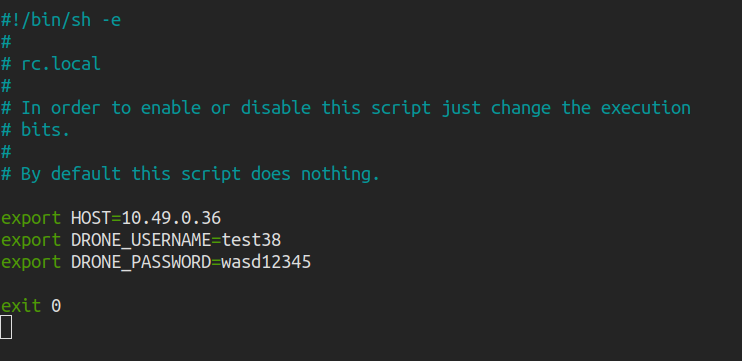 #!/bin/sh -e
#
# rc.local
#
# In order to enable or disable this script just change the execution
# bits.
#
# By default this script does nothing.
export HOST=10.49.0.36
export DRONE_USERNAME=test38
export DRONE_PASSWORD=wasd12345
exit 0